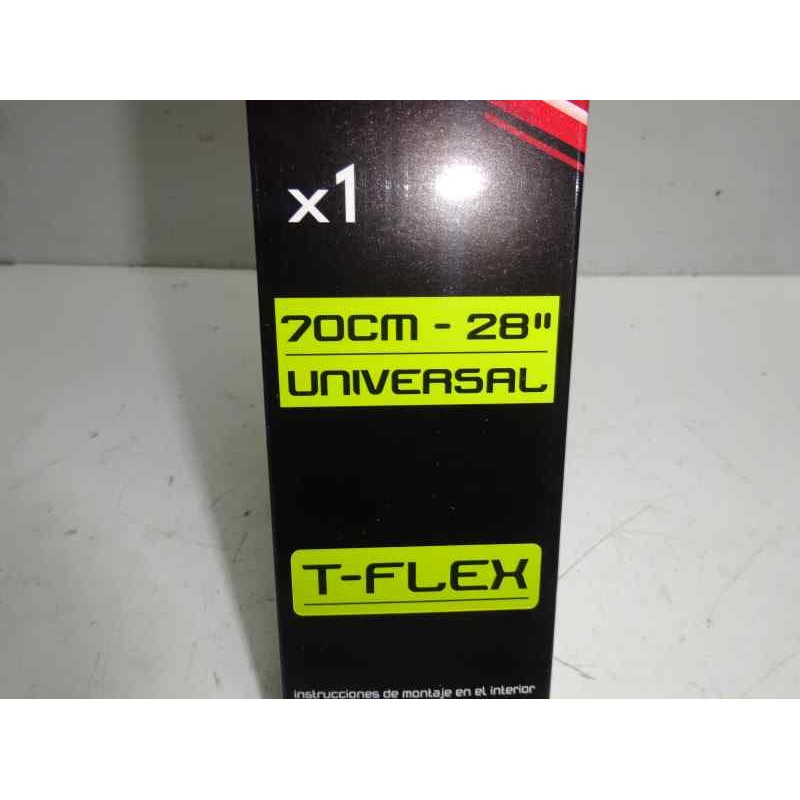 x1
70CM - 28"
UNIVERSAL
T-FLEX
instrucciones de montaje en el interior